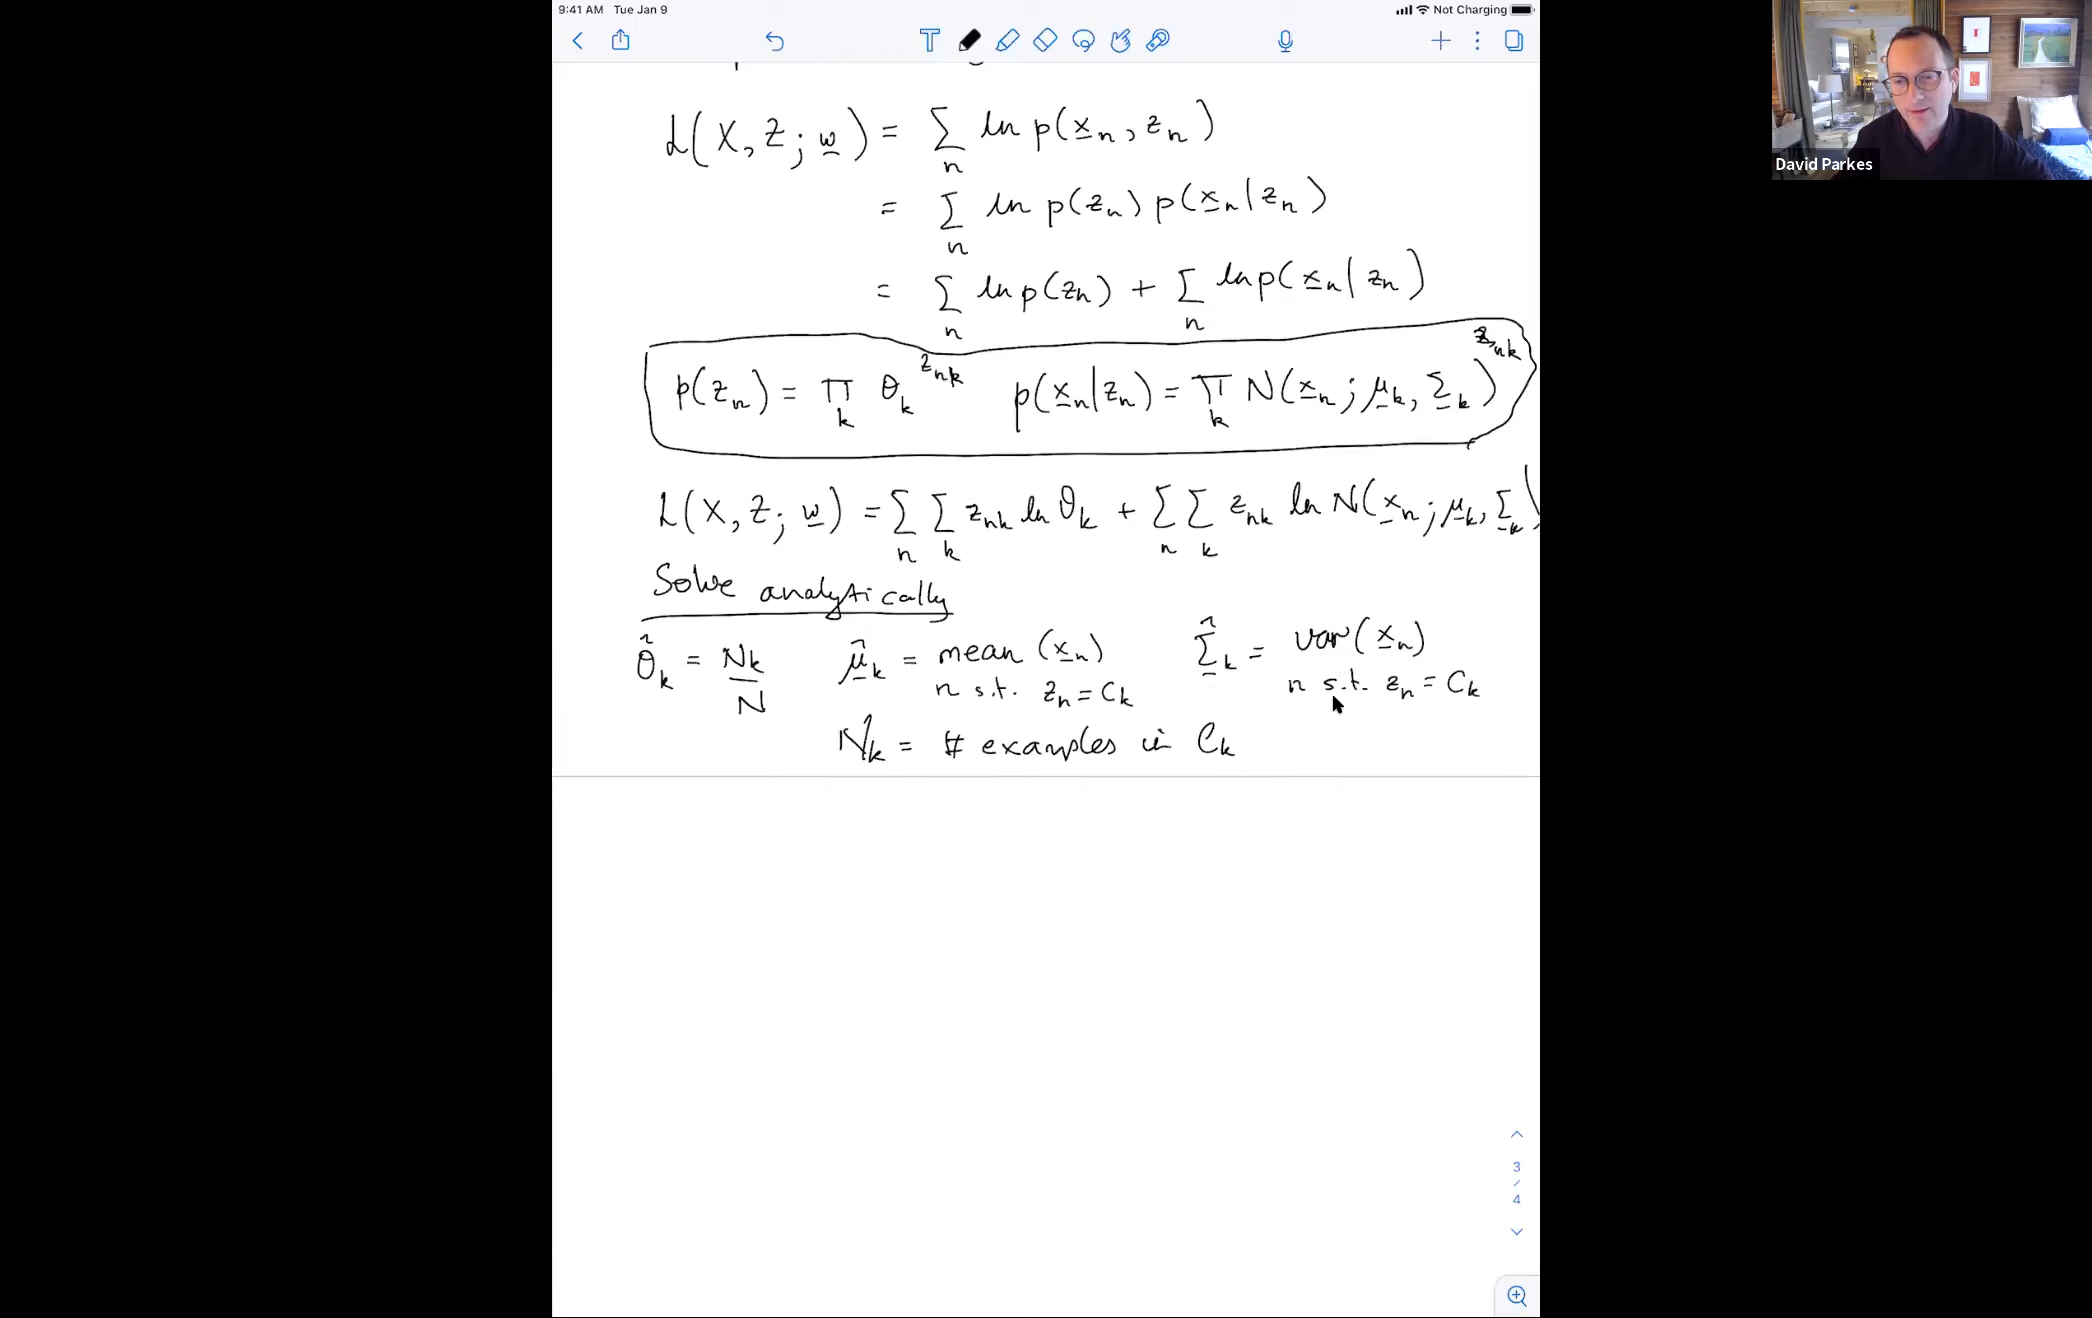 9:41 AM Tue Jan 9
Not Charging
David Parkes
L(X, Z; w) = Σ_n ln p(x_n, z_n)
= Σ_n ln p(z_n) p(x_n | z_n)
= Σ_n ln p(z_n) + Σ_n ln p(x_n | z_n)
p(z_n) = Π_k θ_k^{z_nk} p(x_n | z_n) = Π_k N(x_n; μ_k, Σ_k)^{z_nk}
L(X, Z; w) = Σ_n Σ_k z_nk ln θ_k + Σ_n Σ_k z_nk ln N(x_n; μ_k, Σ_k)
Solve analytically
θ̂_k = N_k / N μ̂_k = mean (x_n) Σ̂_k = var(x_n)
n s.t. z_n = C_k n s.t. z_n = C_k
N_k = # examples in C_k
3
/
4